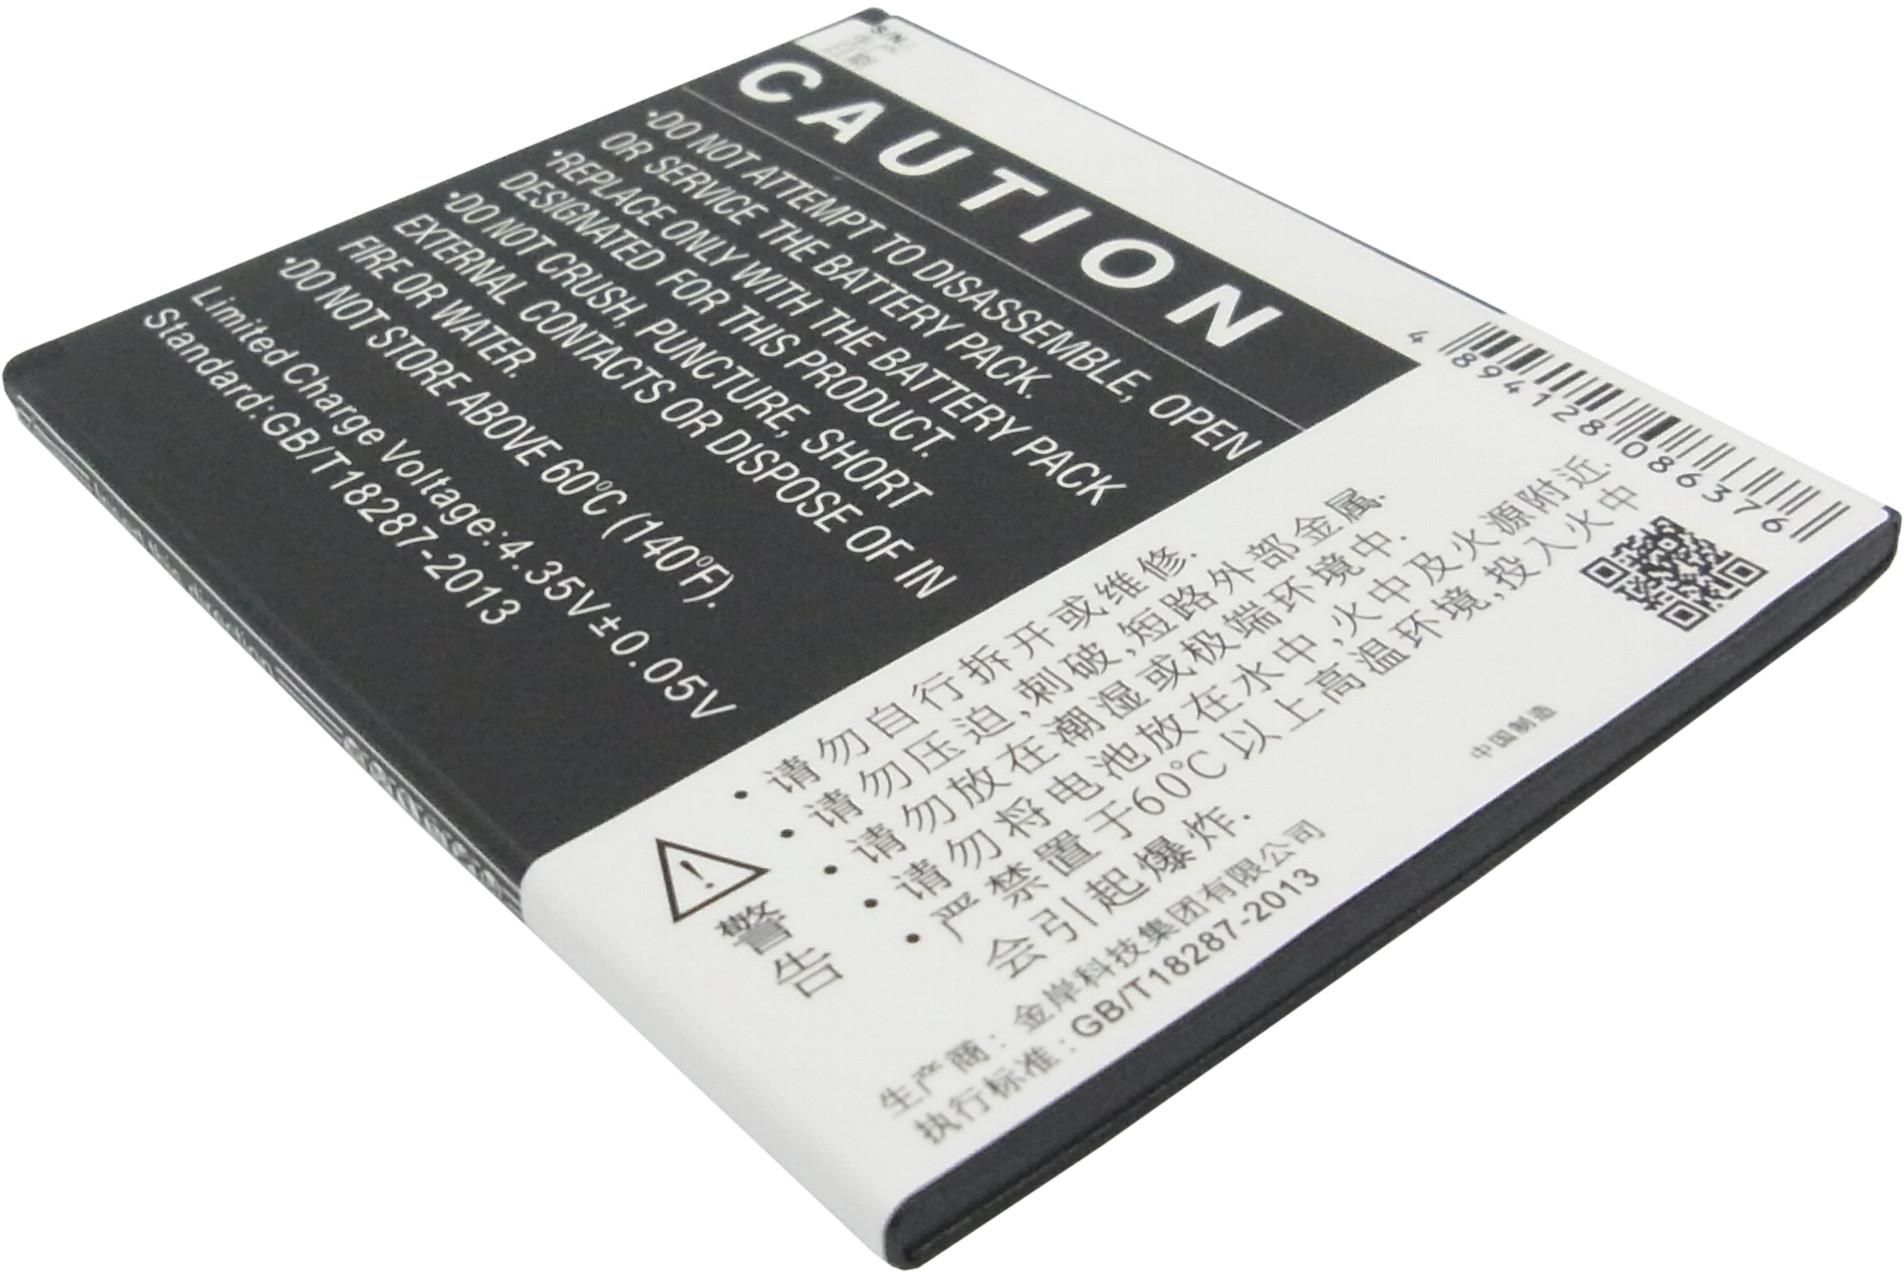 S/N
CAUTION
•DO NOT ATTEMPT TO DISASSEMBLE, OPEN
OR SERVICE THE BATTERY PACK.
•REPLACE ONLY WITH THE BATTERY PACK
DESIGNATED FOR THIS PRODUCT.
•DO NOT CRUSH, PUNCTURE, SHORT
EXTERNAL CONTACTS OR DISPOSE OF IN
FIRE OR WATER.
•DO NOT STORE ABOVE 60℃ (140℉).
Limited Charge Voltage:4.35V±0.05V
Standard:GB/T18287-2013
4 894128 086376
警告
• 请勿自行拆开或维修.
• 请勿压迫,刺破,短路外部金属.
• 请勿放在潮湿或极端环境中.
• 请勿将电池放在水中,火中及火源附近.
• 严禁置于60℃以上高温环境,投入火中
会引起爆炸.
生产商：金岸科技集团有限公司
执行标准：GB/T18287-2013
中国制造